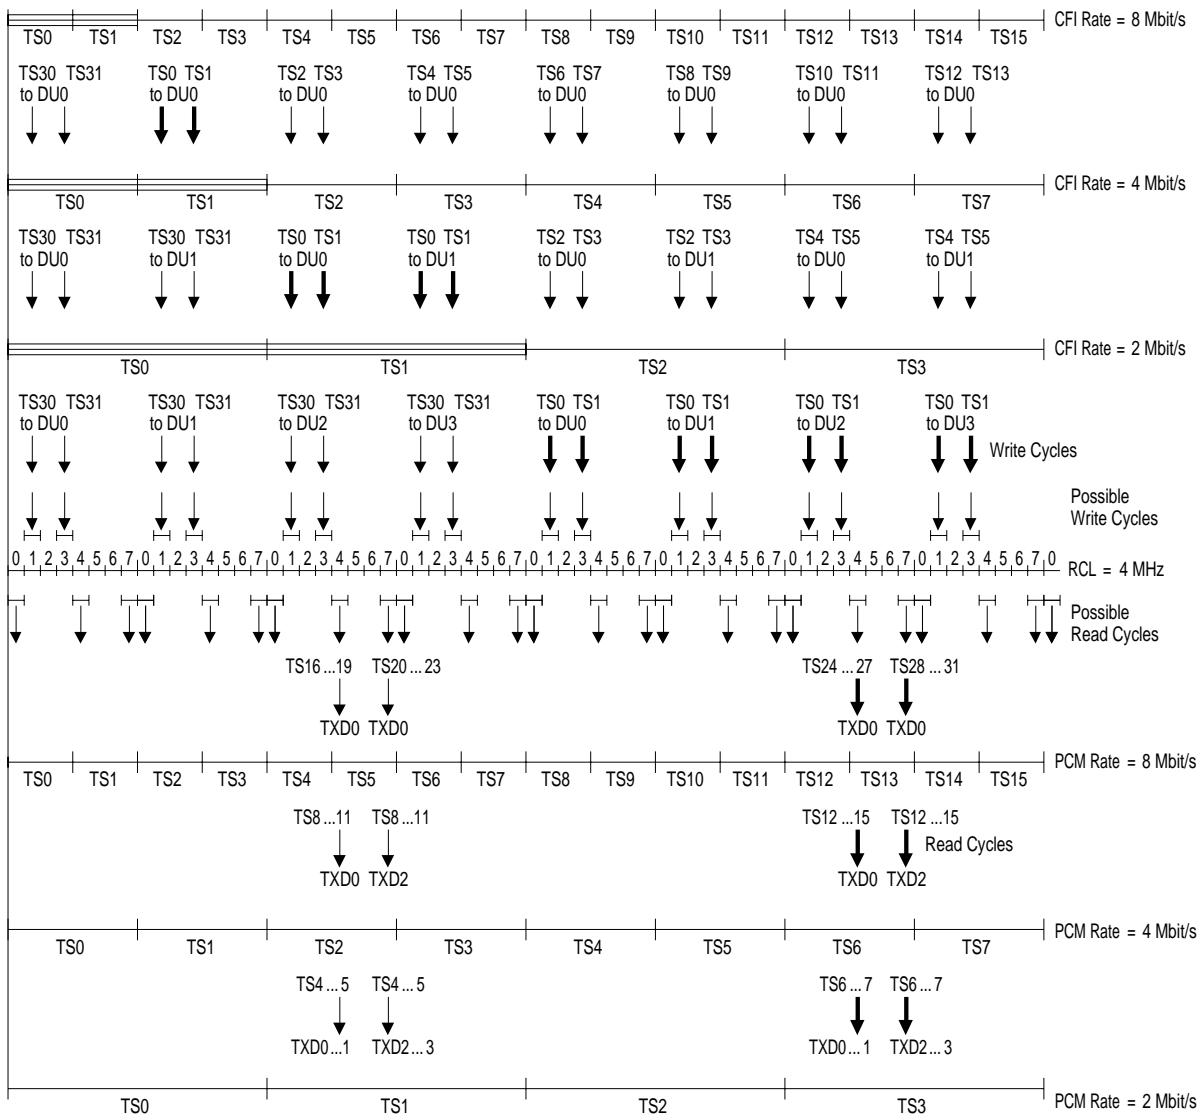 CFI Rate = 8 Mbit/s
TS0 TS1 TS2 TS3 TS4 TS5 TS6 TS7 TS8 TS9 TS10 TS11 TS12 TS13 TS14 TS15
TS30 TS31 TS0 TS1 TS2 TS3 TS4 TS5 TS6 TS7 TS8 TS9 TS10 TS11 TS12 TS13
to DU0 to DU0 to DU0 to DU0 to DU0 to DU0 to DU0 to DU0
CFI Rate = 4 Mbit/s
TS0 TS1 TS2 TS3 TS4 TS5 TS6 TS7
TS30 TS31 TS30 TS31 TS0 TS1 TS0 TS1 TS2 TS3 TS2 TS3 TS4 TS5 TS4 TS5
to DU0 to DU1 to DU0 to DU1 to DU0 to DU1 to DU0 to DU1
CFI Rate = 2 Mbit/s
TS0 TS1 TS2 TS3
TS30 TS31 TS30 TS31 TS30 TS31 TS30 TS31 TS0 TS1 TS0 TS1 TS0 TS1 TS0 TS1
to DU0 to DU1 to DU2 to DU3 to DU0 to DU1 to DU2 to DU3
Write Cycles
Possible
Write Cycles
0 1 2 3 4 5 6 7 0 1 2 3 4 5 6 7 0 1 2 3 4 5 6 7 0 1 2 3 4 5 6 7 0 1 2 3 4 5 6 7 0 1 2 3 4 5 6 7 0 1 2 3 4 5 6 7 0 1 2 3 4 5 6 7 0
RCL = 4 MHz
Possible
Read Cycles
TS16 ... 19 TS20 ... 23 TS24 ... 27 TS28 ... 31
TXD0 TXD0 TXD0 TXD0
PCM Rate = 8 Mbit/s
TS0 TS1 TS2 TS3 TS4 TS5 TS6 TS7 TS8 TS9 TS10 TS11 TS12 TS13 TS14 TS15
TS8 ... 11 TS8 ... 11 TS12 ... 15 TS12 ... 15
Read Cycles
TXD0 TXD2 TXD0 TXD2
PCM Rate = 4 Mbit/s
TS0 TS1 TS2 TS3 TS4 TS5 TS6 TS7
TS4 ... 5 TS4 ... 5 TS6 ... 7 TS6 ... 7
TXD0 ... 1 TXD2 ... 3 TXD0 ... 1 TXD2 ... 3
PCM Rate = 2 Mbit/s
TS0 TS1 TS2 TS3